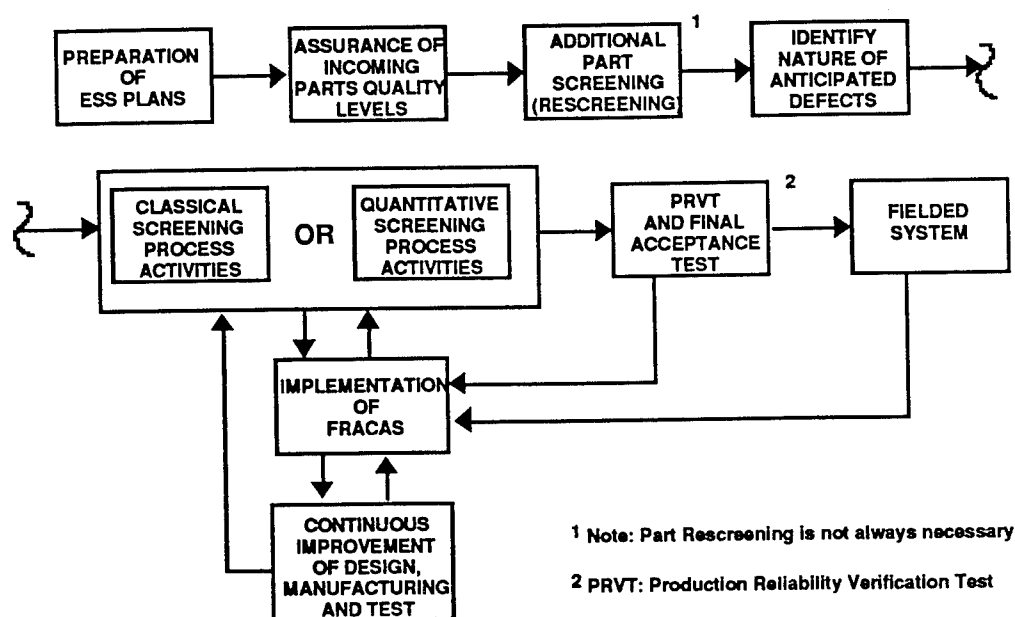 PREPARATION
OF
ESS PLANS
ASSURANCE OF
INCOMING
PARTS QUALITY
LEVELS
1
ADDITIONAL
PART
SCREENING
(RESCREENING)
IDENTIFY
NATURE OF
ANTICIPATED
DEFECTS
CLASSICAL
SCREENING
PROCESS
ACTIVITIES
OR
QUANTITATIVE
SCREENING
PROCESS
ACTIVITIES
2
PRVT
AND FINAL
ACCEPTANCE
TEST
FIELDED
SYSTEM
IMPLEMENTATION
OF
FRACAS
CONTINUOUS
IMPROVEMENT
OF DESIGN,
MANUFACTURING
AND TEST
1 Note: Part Rescreening is not always necessary
2 PRVT: Production Reliability Verification Test